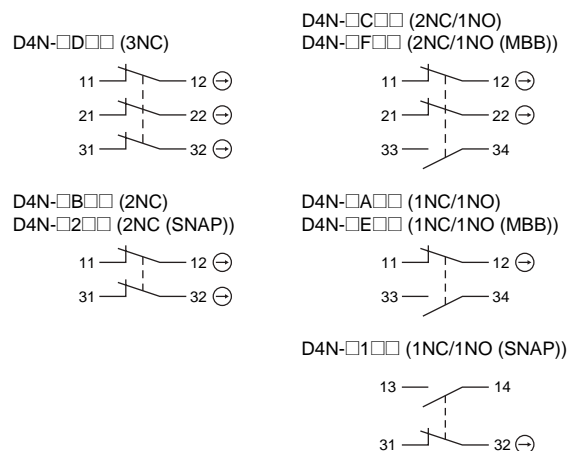 D4N-□D□□ (3NC)
11 12
21 22
31 32
D4N-□C□□ (2NC/1NO)
D4N-□F□□ (2NC/1NO (MBB))
11 12
21 22
33 34
D4N-□B□□ (2NC)
D4N-□2□□ (2NC (SNAP))
11 12
31 32
D4N-□A□□ (1NC/1NO)
D4N-□E□□ (1NC/1NO (MBB))
11 12
33 34
D4N-□1□□ (1NC/1NO (SNAP))
13 14
31 32